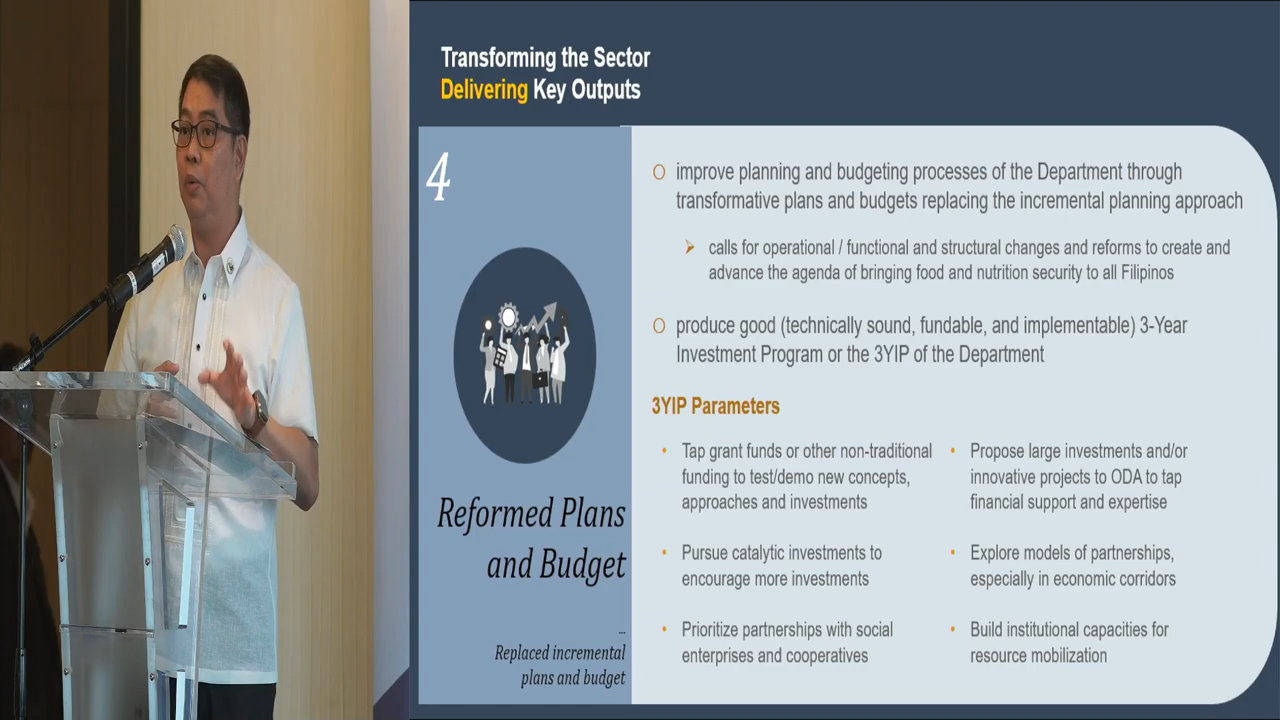 Transforming the Sector
Delivering Key Outputs
4
Reformed Plans
and Budget
...
Replaced incremental
plans and budget
improve planning and budgeting processes of the Department through
transformative plans and budgets replacing the incremental planning approach
calls for operational / functional and structural changes and reforms to create and
advance the agenda of bringing food and nutrition security to all Filipinos
produce good (technically sound, fundable, and implementable) 3-Year
Investment Program or the 3YIP of the Department
3YIP Parameters
Tap grant funds or other non-traditional
funding to test/demo new concepts,
approaches and investments
Pursue catalytic investments to
encourage more investments
Prioritize partnerships with social
enterprises and cooperatives
Propose large investments and/or
innovative projects to ODA to tap
financial support and expertise
Explore models of partnerships,
especially in economic corridors
Build institutional capacities for
resource mobilization